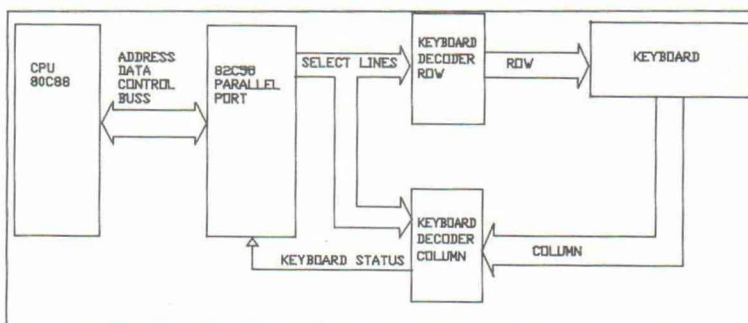 CPU
80C88
ADDRESS
DATA
CONTROL
BUSS
82C58
PARALLEL
PORT
SELECT LINES
KEYBOARD
DECODER
ROW
ROW
KEYBOARD
KEYBOARD
DECODER
COLUMN
COLUMN
KEYBOARD STATUS